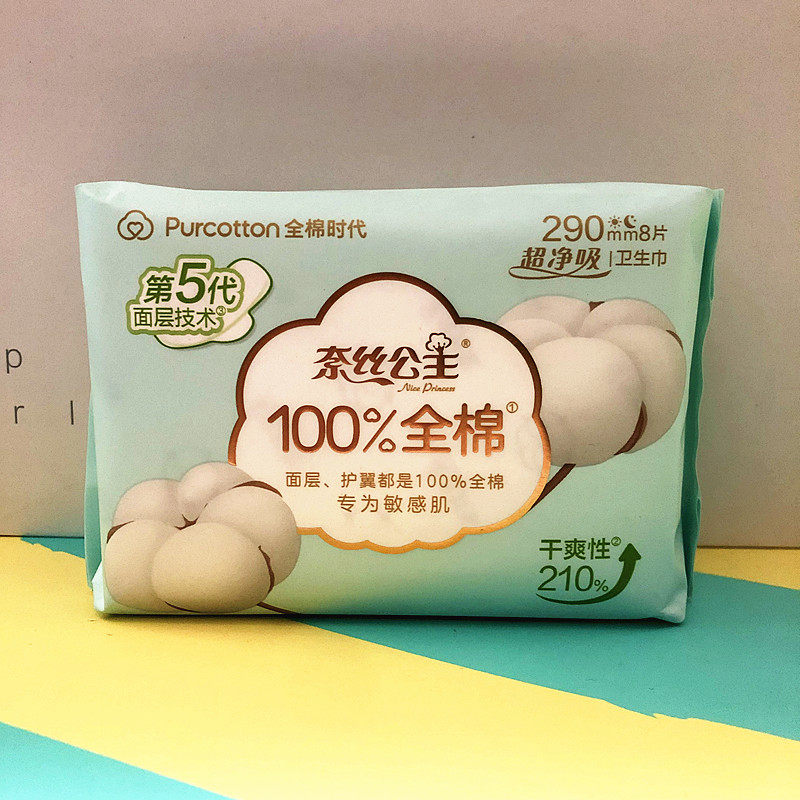 Purcotton 全棉时代
290mm8片
超净吸 | 卫生巾
第5代
面层技术③
奈丝公主®
Nice Princess
100%全棉①
面层、护翼都是100%全棉
专为敏感肌
干爽性②
210%
p
r l